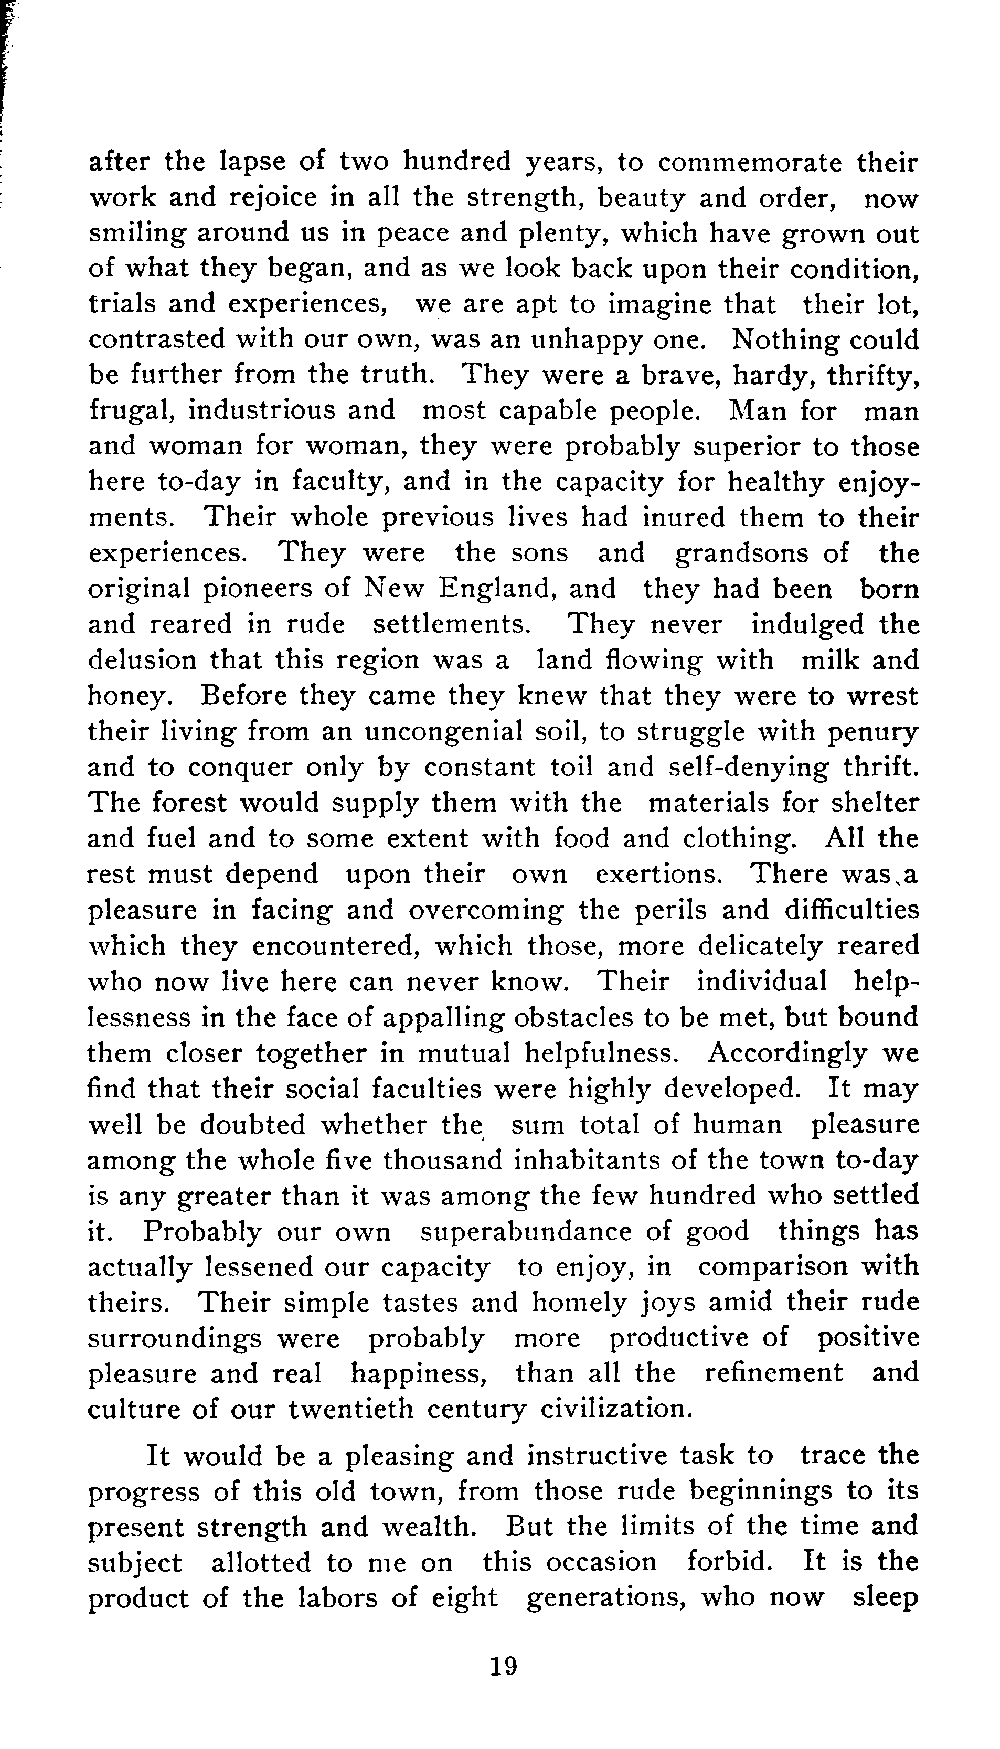 after the lapse of two hundred years, to commemorate their
work and rejoice in all the strength, beauty and order, now
smiling around us in peace and plenty, which have grown out
of what they began, and as we look back upon their condition,
trials and experiences, we are apt to imagine that their lot,
contrasted with our own, was an unhappy one. Nothing could
be further from the truth. They were a brave, hardy, thrifty,
frugal, industrious and most capable people. Man for man
and woman for woman, they were probably superior to those
here to-day in faculty, and in the capacity for healthy enjoy-
ments. Their whole previous lives had inured them to their
experiences. They were the sons and grandsons of the
original pioneers of New England, and they had been born
and reared in rude settlements. They never indulged the
delusion that this region was a land flowing with milk and
honey. Before they came they knew that they were to wrest
their living from an uncongenial soil, to struggle with penury
and to conquer only by constant toil and self-denying thrift.
The forest would supply them with the materials for shelter
and fuel and to some extent with food and clothing. All the
rest must depend upon their own exertions. There was a
pleasure in facing and overcoming the perils and difficulties
which they encountered, which those, more delicately reared
who now live here can never know. Their individual help-
lessness in the face of appalling obstacles to be met, but bound
them closer together in mutual helpfulness. Accordingly we
find that their social faculties were highly developed. It may
well be doubted whether the sum total of human pleasure
among the whole five thousand inhabitants of the town to-day
is any greater than it was among the few hundred who settled
it. Probably our own superabundance of good things has
actually lessened our capacity to enjoy, in comparison with
theirs. Their simple tastes and homely joys amid their rude
surroundings were probably more productive of positive
pleasure and real happiness, than all the refinement and
culture of our twentieth century civilization.
It would be a pleasing and instructive task to trace the
progress of this old town, from those rude beginnings to its
present strength and wealth. But the limits of the time and
subject allotted to me on this occasion forbid. It is the
product of the labors of eight generations, who now sleep
19